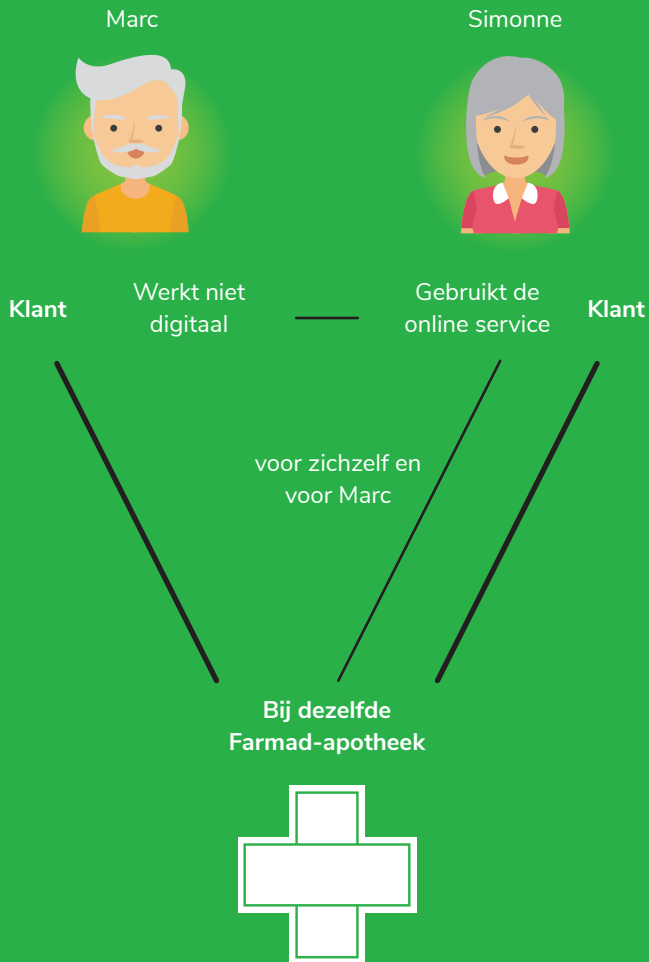 Marc
Simonne
Klant
Werkt niet
digitaal
Gebruikt de
online service
Klant
voor zichzelf en
voor Marc
Bij dezelfde
Farmad-apotheek